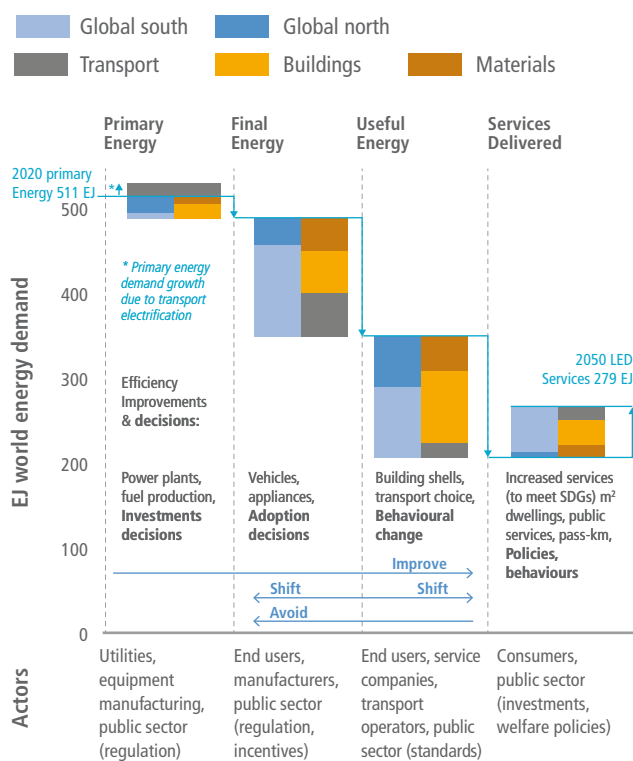 Global south
Global north
Transport
Buildings
Materials
Primary
Energy
Final
Energy
Useful
Energy
Services
Delivered
2020 primary
Energy 511 EJ
*
500
400
300
200
100
0
EJ world energy demand
* Primary energy
demand growth
due to transport
electrification
2050 LED
Services 279 EJ
Efficiency
Improvements
& decisions:
Power plants,
fuel production,
Investments
decisions
Vehicles,
appliances,
Adoption
decisions
Building shells,
transport choice,
Behavioural
change
Increased services
(to meet SDGs) m²
dwellings, public
services, pass-km,
Policies,
behaviours
Improve
Shift
Shift
Avoid
Actors
Utilities,
equipment
manufacturing,
public sector
(regulation)
End users,
manufacturers,
public sector
(regulation,
incentives)
End users, service
companies,
transport
operators, public
sector (standards)
Consumers,
public sector
(investments,
welfare policies)